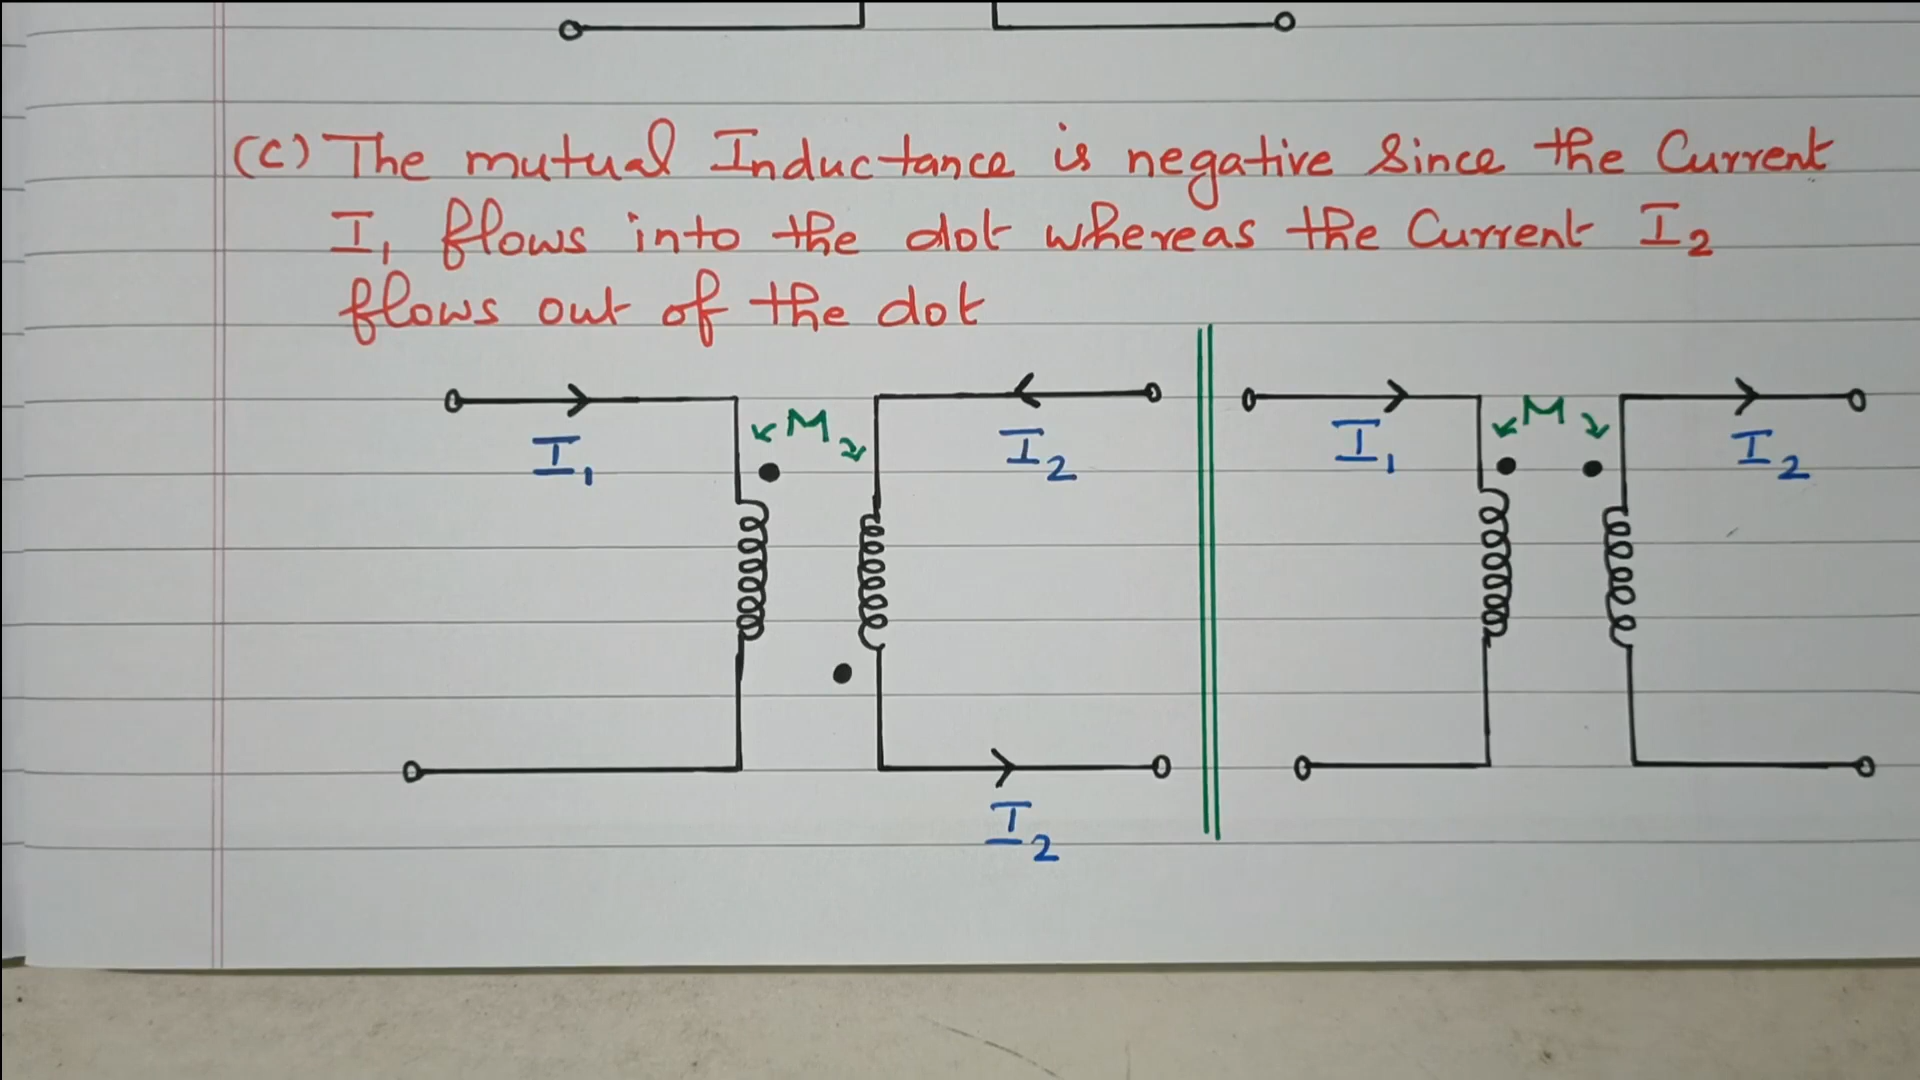 (C) The mutual Inductance is negative Since the Current
I1 flows into the dot whereas the Current I2
flows out of the dot
I1 M I2
I2
I1 M I2